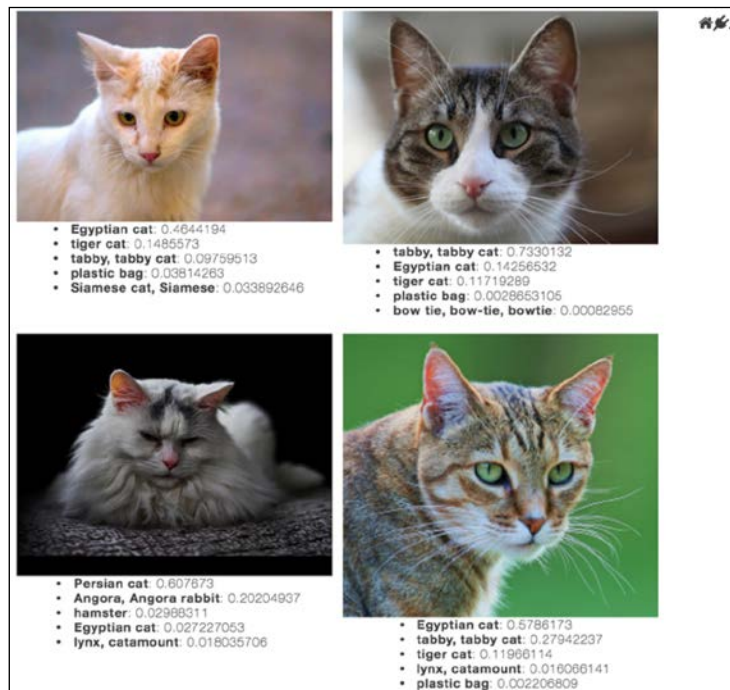 • Egyptian cat: 0.4644194
• tiger cat: 0.1485573
• tabby, tabby cat: 0.09759513
• plastic bag: 0.03814263
• Siamese cat, Siamese: 0.033892646
• tabby, tabby cat: 0.7330132
• Egyptian cat: 0.14256532
• tiger cat: 0.11719289
• plastic bag: 0.0028653105
• bow tie, bow-tie, bowtie: 0.00082955
• Persian cat: 0.607673
• Angora, Angora rabbit: 0.20204937
• hamster: 0.02988311
• Egyptian cat: 0.027227053
• lynx, catamount: 0.018035706
• Egyptian cat: 0.5786173
• tabby, tabby cat: 0.27942237
• tiger cat: 0.11966114
• lynx, catamount: 0.016066141
• plastic bag: 0.002206809